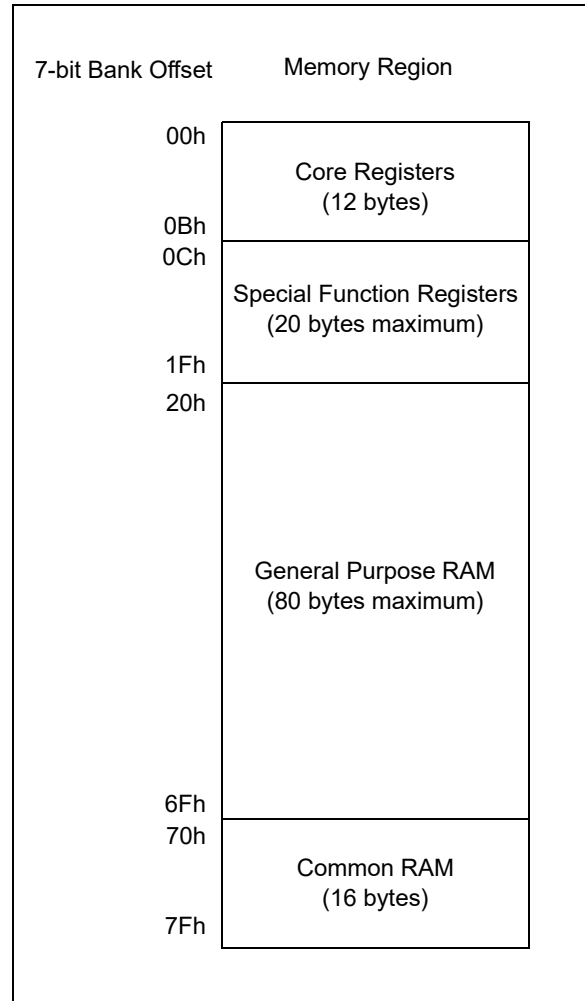 7-bit Bank Offset Memory Region
00h
Core Registers
(12 bytes)
0Bh
0Ch
Special Function Registers
(20 bytes maximum)
1Fh
20h
General Purpose RAM
(80 bytes maximum)
6Fh
70h
Common RAM
(16 bytes)
7Fh